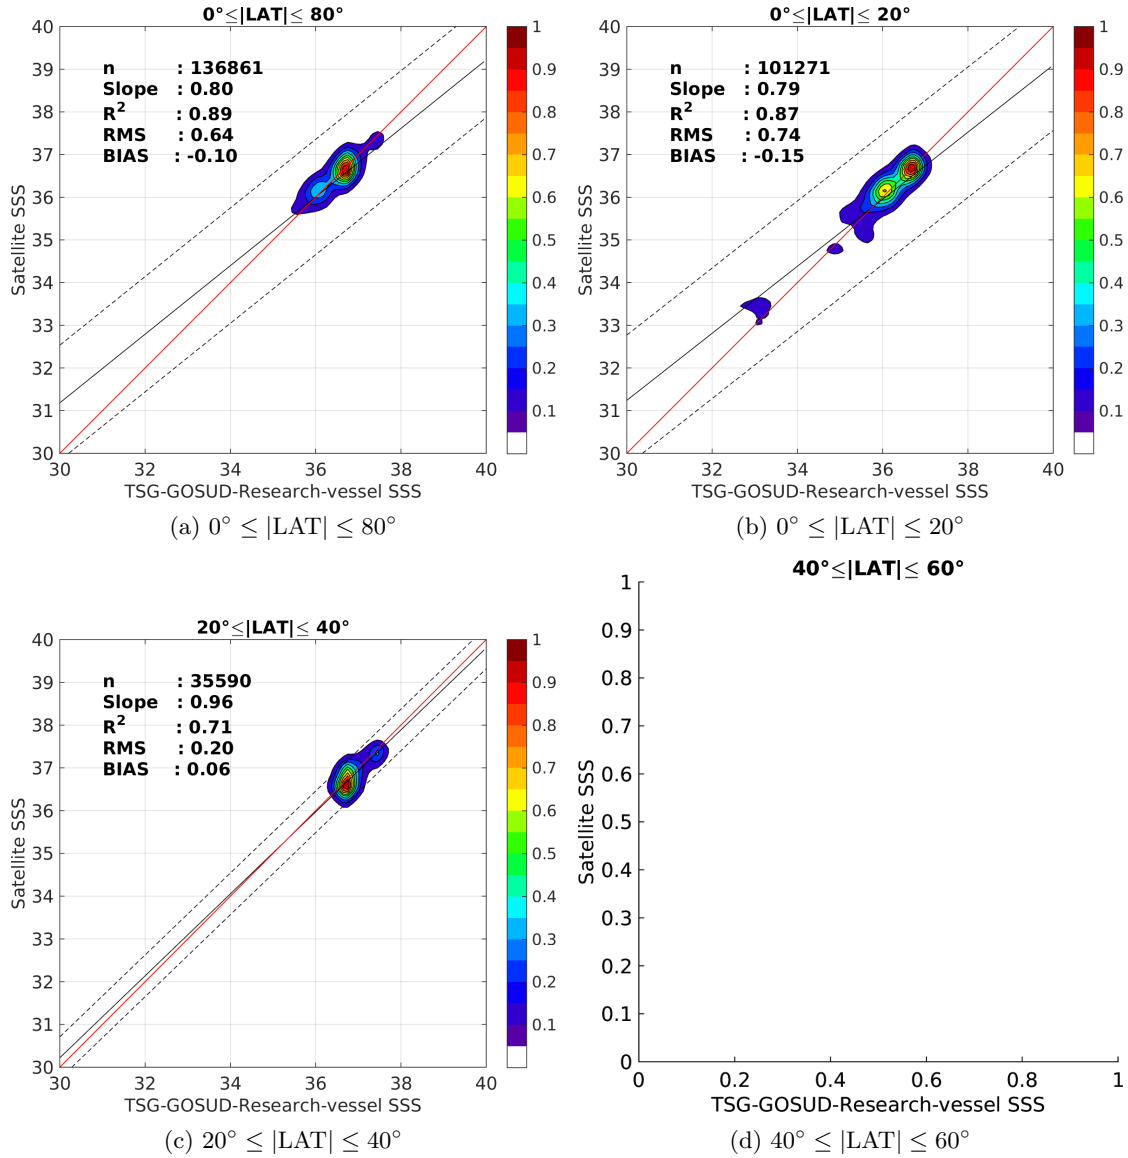 0°≤|LAT|≤ 80°
40
39
38
37
36
35
34
33
32
31
30
n : 136861
Slope : 0.80
R2 : 0.89
RMS : 0.64
BIAS : -0.10
Satellite SSS
30 32 34 36 38 40
TSG-GOSUD-Research-vessel SSS
1
0.9
0.8
0.7
0.6
0.5
0.4
0.3
0.2
0.1
(a) 0° ≤ |LAT| ≤ 80°
0°≤|LAT|≤ 20°
40
39
38
37
36
35
34
33
32
31
30
n : 101271
Slope : 0.79
R2 : 0.87
RMS : 0.74
BIAS : -0.15
Satellite SSS
30 32 34 36 38 40
TSG-GOSUD-Research-vessel SSS
1
0.9
0.8
0.7
0.6
0.5
0.4
0.3
0.2
0.1
(b) 0° ≤ |LAT| ≤ 20°
20°≤|LAT|≤ 40°
40
39
38
37
36
35
34
33
32
31
30
n : 35590
Slope : 0.96
R2 : 0.71
RMS : 0.20
BIAS : 0.06
Satellite SSS
30 32 34 36 38 40
TSG-GOSUD-Research-vessel SSS
1
0.9
0.8
0.7
0.6
0.5
0.4
0.3
0.2
0.1
(c) 20° ≤ |LAT| ≤ 40°
40°≤|LAT|≤ 60°
1
0.9
0.8
0.7
0.6
0.5
0.4
0.3
0.2
0.1
0
Satellite SSS
0 0.2 0.4 0.6 0.8 1
TSG-GOSUD-Research-vessel SSS
(d) 40° ≤ |LAT| ≤ 60°